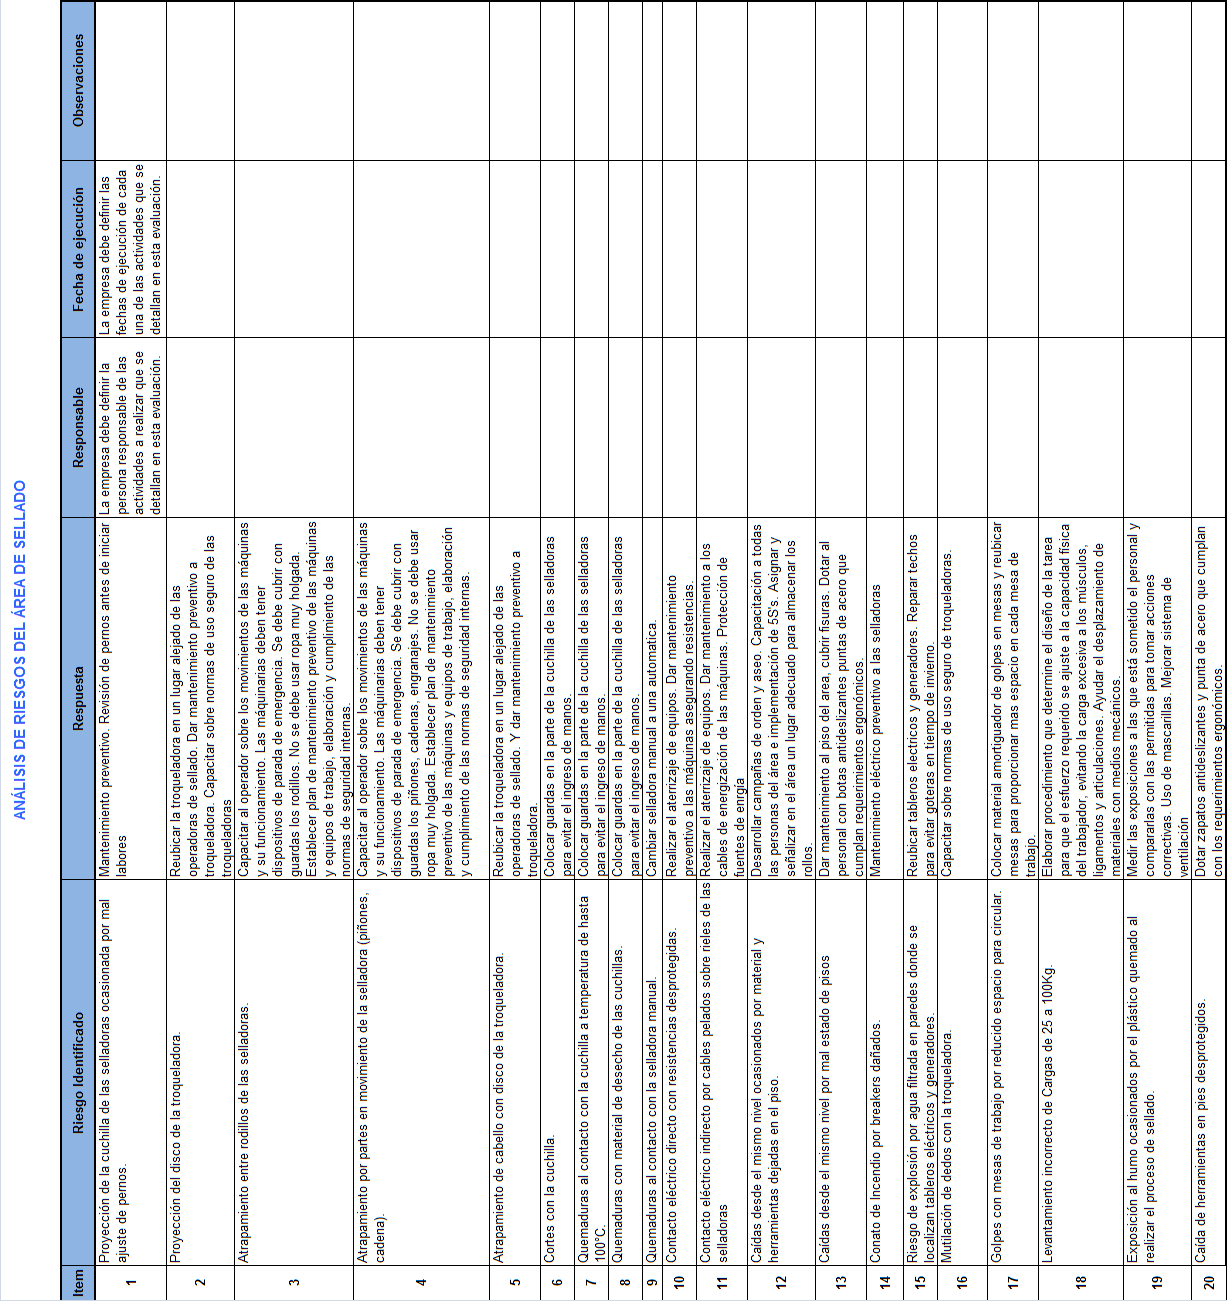 ANÁLISIS DE RIESGOS DEL ÁREA DE SELLADO
Item
Riesgo Identificado
Respuesta
Responsable
Fecha de ejecución
Observaciones
1
Proyección de la cuchilla de las selladoras ocasionada por mal
ajuste de pernos.
Mantenimiento preventivo. Revisión de pernos antes de iniciar
labores
La empresa debe definir la
persona responsable de las
actividades a realizar que se
detallan en esta evaluación.
La empresa debe definir las
fechas de ejecución de cada
una de las actividades que se
detallan en esta evaluación.
2
Proyección del disco de la troqueladora.
Reubicar la troqueladora en un lugar alejado de las
operadoras de sellado. Dar mantenimiento preventivo a
troqueladora. Capacitar sobre normas de uso seguro de las
troqueladoras
3
Atrapamiento entre rodillos de las selladoras.
Capacitar al operador sobre los movimientos de las máquinas
y su funcionamiento. Las máquinarias deben tener
dispositivos de parada de emergencia. Se debe cubrir con
guardas los rodillos. No se debe usar ropa muy holgada.
Establecer plan de mantenimiento preventivo de las máquinas
y equipos de trabajo, elaboración y cumplimiento de las
normas de seguridad internas.
4
Atrapamiento por partes en movimiento de la selladora (piñones,
cadena).
Capacitar al operador sobre los movimientos de las máquinas
y su funcionamiento. Las máquinarias deben tener
dispositivos de parada de emergencia. Se debe cubrir con
guardas los piñones, cadenas, engranajes. No se debe usar
ropa muy holgada. Establecer plan de mantenimiento
preventivo de las máquinas y equipos de trabajo, elaboración
y cumplimiento de las normas de seguridad internas.
5
Atrapamiento de cabello con disco de la troqueladora.
Reubicar la troqueladora en un lugar alejado de las
operadoras de sellado. Y dar mantenimiento preventivo a
troqueladora.
6
Cortes con la cuchilla.
Colocar guardas en la parte de la cuchilla de las selladoras
para evitar el ingreso de manos.
7
Quemaduras al contacto con la cuchilla a temperatura de hasta
100°C.
Colocar guardas en la parte de la cuchilla de las selladoras
para evitar el ingreso de manos.
8
Quemaduras con material de desecho de las cuchillas.
Colocar guardas en la parte de la cuchilla de las selladoras
para evitar el ingreso de manos.
9
Quemaduras al contacto con la selladora manual.
Cambiar selladora manual a una automatica.
10
Contacto eléctrico directo con resistencias desprotegidas.
Realizar el aterrizaje de equipos. Dar mantenimiento
preventivo a las máquinas asegurando resistencias.
11
Contacto eléctrico indirecto por cables pelados sobre rieles de las
selladoras
Realizar el aterrizaje de equipos. Dar mantenimiento a los
cables de energización de las máquinas. Protección de
fuentes de enrgía
12
Caídas desde el mismo nivel ocasionados por material y
herramientas dejadas en el piso.
Desarrollar campañas de orden y aseo. Capacitación a todas
las personas del área e implementación de 5S"s. Asignar y
señalizar en el área un lugar adecuado para almacenar los
rollos.
13
Caídas desde el mismo nivel por mal estado de pisos
Dar mantenimiento al piso del area, cubrir fisuras. Dotar al
personal con botas antideslizantes puntas de acero que
cumplan requerimientos ergonómicos.
14
Conato de Incendio por breakers dañados.
Mantenimiento eléctrico preventivo a las selladoras
15
Riesgo de explosión por agua filtrada en paredes donde se
localizan tableros eléctricos y generadores.
Reubicar tableros electricos y generadores. Reparar techos
para evitar goteras en tiempo de invierno.
16
Mutilación de dedos con la troqueladora.
Capacitar sobre normas de uso seguro de troqueladoras.
17
Golpes con mesas de trabajo por reducido espacio para circular.
Colocar material amortiguador de golpes en mesas y reubicar
mesas para proporcionar mas espacio en cada mesa de
trabajo.
18
Levantamiento incorrecto de Cargas de 25 a 100Kg.
Elaborar procedimiento que determine el diseño de la tarea
para que el esfuerzo requerido se ajuste a la capacidad física
del trabajador, evitando la carga excesiva a los músculos,
ligamentos y articulaciones. Ayudar el desplazamiento de
materiales con medios mecánicos.
19
Exposición al humo ocasionados por el plástico quemado al
realizar el proceso de sellado.
Medir las exposiciones a las que está sometido el personal y
compararlas con las permitidas para tomar acciones
correctivas. Uso de mascarillas. Mejorar sistema de
ventilación
20
Caída de herramientas en pies desprotegidos.
Dotar zapatos antideslizantes y punta de acero que cumplan
con los requerimientos ergonómicos.